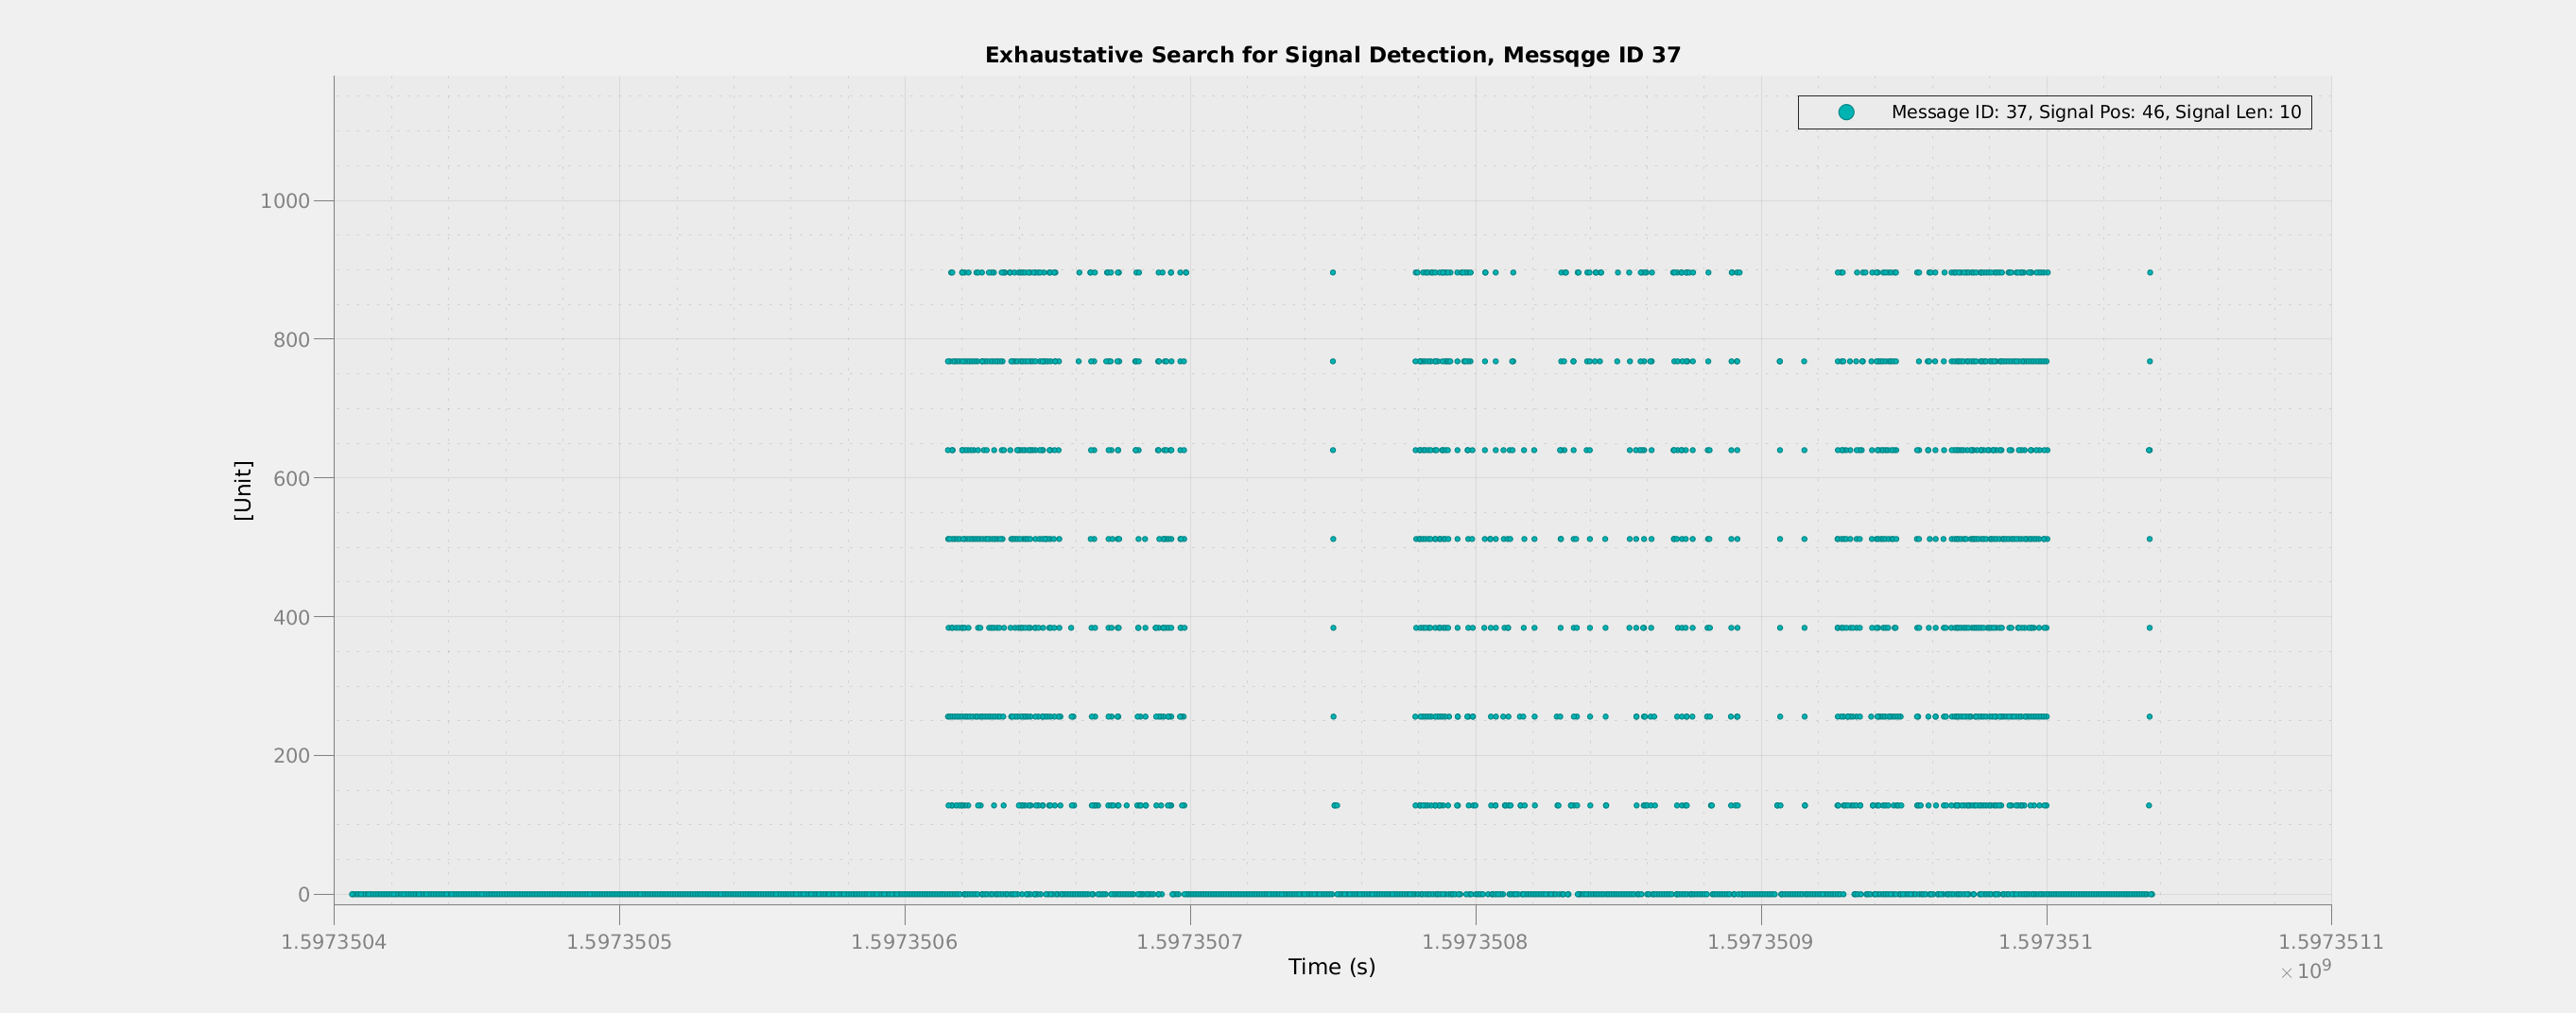 Exhaustative Search for Signal Detection, Messqge ID 37
Message ID: 37, Signal Pos: 46, Signal Len: 10
1000
800
600
400
200
0
[Unit]
1.5973504 1.5973505 1.5973506 1.5973507 1.5973508 1.5973509 1.597351 1.5973511
Time (s)
× 10⁹